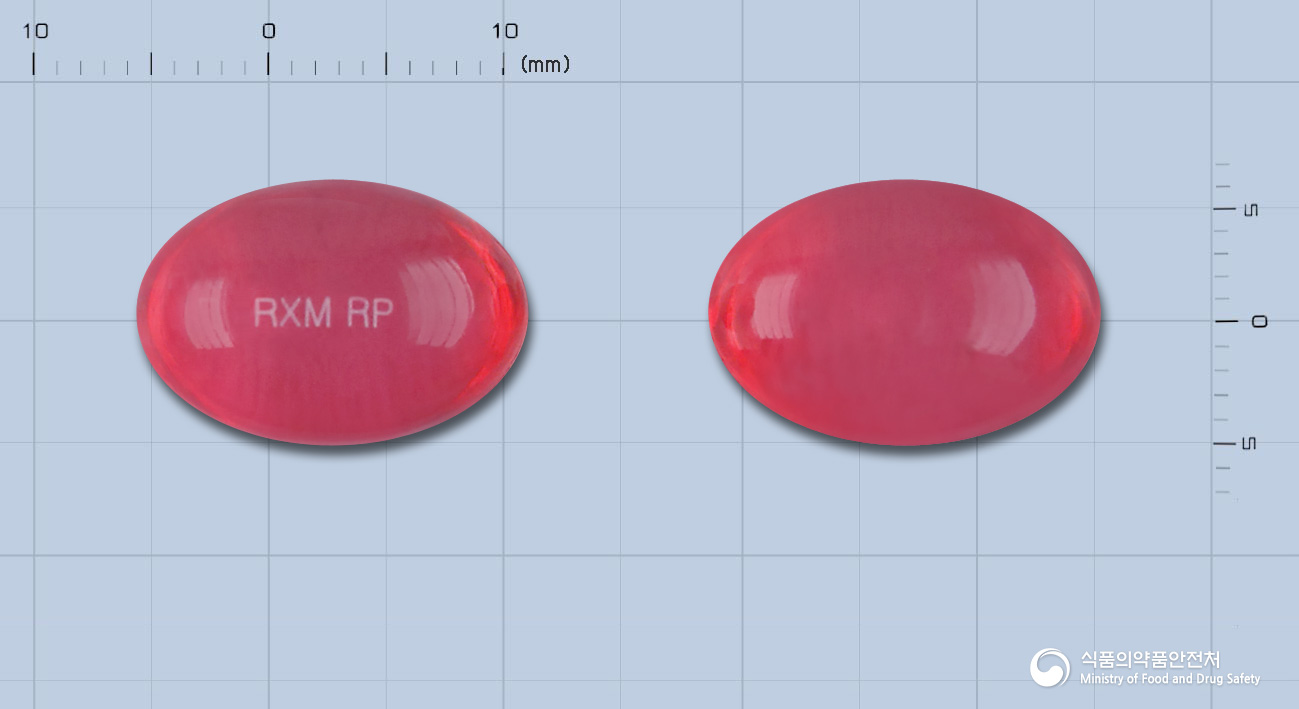 10 0 10
(mm)
RXM RP
5
0
5
식품의약품안전처
Ministry of Food and Drug Safety